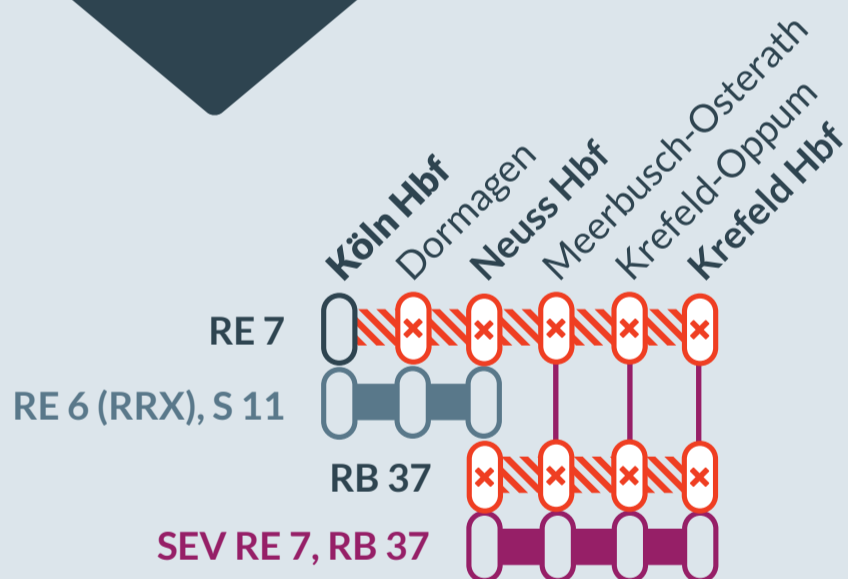 Köln Hbf
Dormagen
Neuss Hbf
Meerbusch-Osterath
Krefeld-Oppum
Krefeld Hbf
RE 7
RE 6 (RRX), S 11
RB 37
SEV RE 7, RB 37